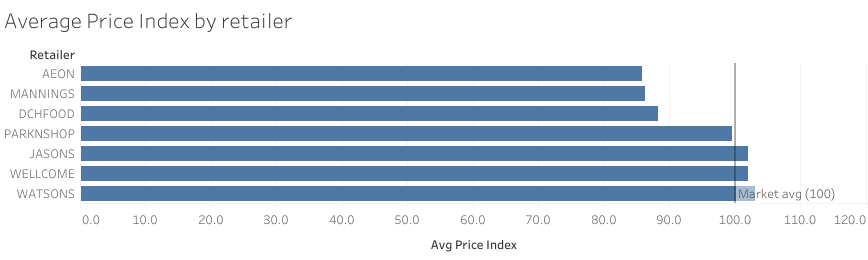 Average Price Index by retailer
Retailer
AEON
MANNINGS
DCHFOOD
PARKNSHOP
JASONS
WELLCOME
WATSONS
Market avg (100)
0.0 10.0 20.0 30.0 40.0 50.0 60.0 70.0 80.0 90.0 100.0 110.0 120.0
Avg Price Index